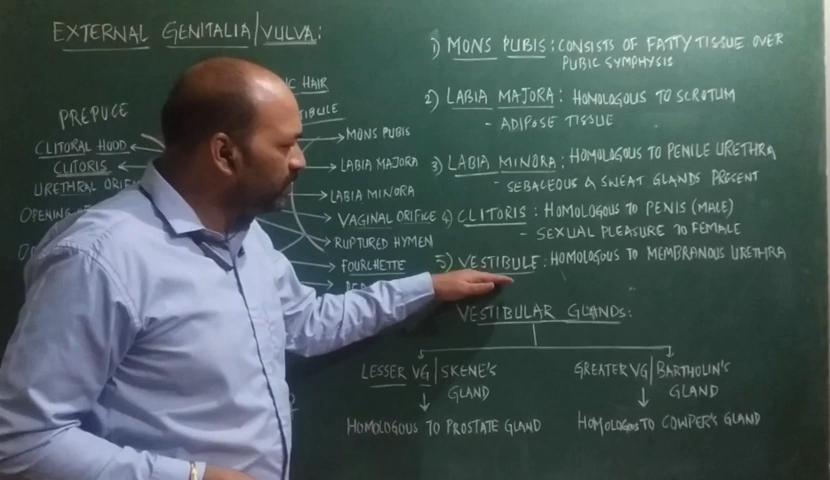 EXTERNAL GENITALIA/VULVA:
HAIR
PREPUCE
CLITORAL HOOD
CLITORIS
URETHRAL
MONS PUBIS
LABIA MAJORA
LABIA MINORA
VAGINAL ORIFICE
RUPTURED HYMEN
FOURCHETTE
1) MONS PUBIS: CONSISTS OF FATTY TISSUE OVER
PUBIC SYMPHYSIS
2) LABIA MAJORA: HOMOLOGOUS TO SCROTUM
- ADIPOSE TISSUE
3) LABIA MINORA: HOMOLOGOUS TO PENILE URETHRA
- SEBACEOUS & SWEAT GLANDS PRESENT
4) CLITORIS: HOMOLOGOUS TO PENIS (MALE)
- SEXUAL PLEASURE TO FEMALE
5) VESTIBULE: HOMOLOGOUS TO MEMBRANOUS URETHRA
VESTIBULAR GLANDS:
LESSER VG/SKENE'S
GLAND
HOMOLOGOUS TO PROSTATE GLAND
GREATER VG/BARTHOLIN'S
GLAND
HOMOLOGOUS TO COWPER'S GLAND